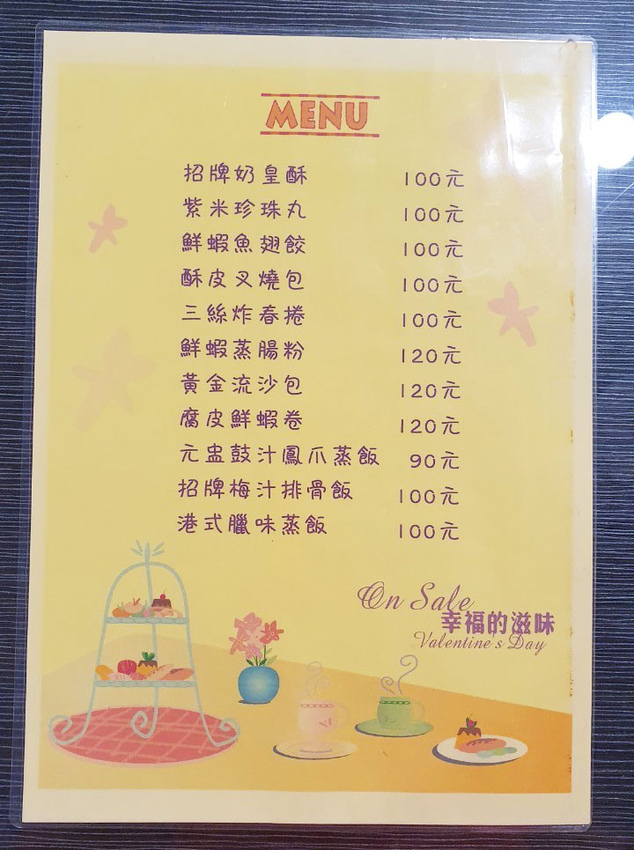 MENU
招牌奶皇酥 100元
紫米珍珠丸 100元
鮮蝦魚翅餃 100元
酥皮叉燒包 100元
三絲炸春捲 100元
鮮蝦蒸腸粉 120元
黃金流沙包 120元
腐皮鮮蝦卷 120元
元盅鼓汁鳳爪蒸飯 90元
招牌梅汁排骨飯 100元
港式臘味蒸飯 100元
On Sale
幸福的滋味
Valentine's Day